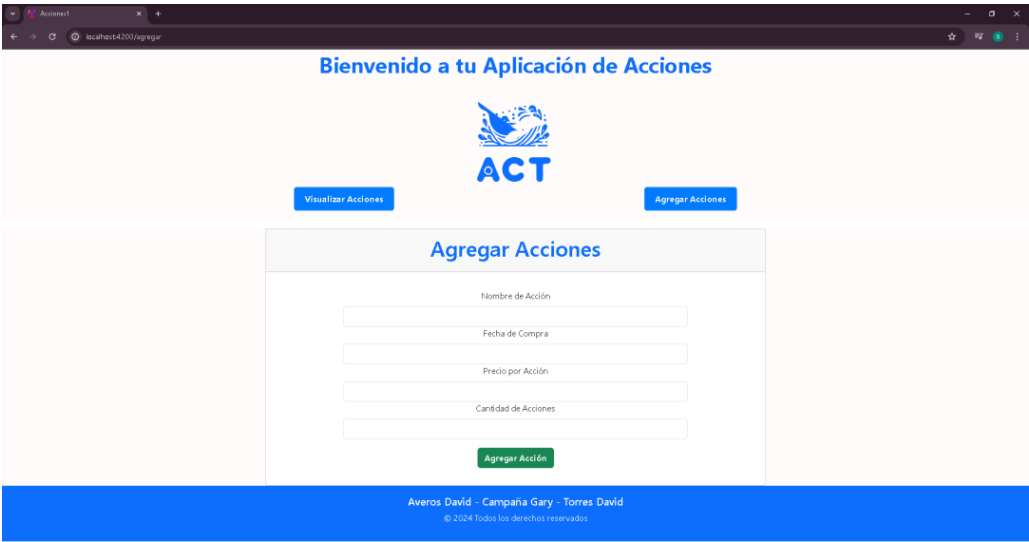 Acciones1
localhost:4200/agregar
S
Bienvenido a tu Aplicación de Acciones
ACT
Visualizar Acciones
Agregar Acciones
Agregar Acciones
Nombre de Acción
Fecha de Compra
Precio por Acción
Cantidad de Acciones
Agregar Acción
Averos David - Campaña Gary - Torres David
© 2024 Todos los derechos reservados